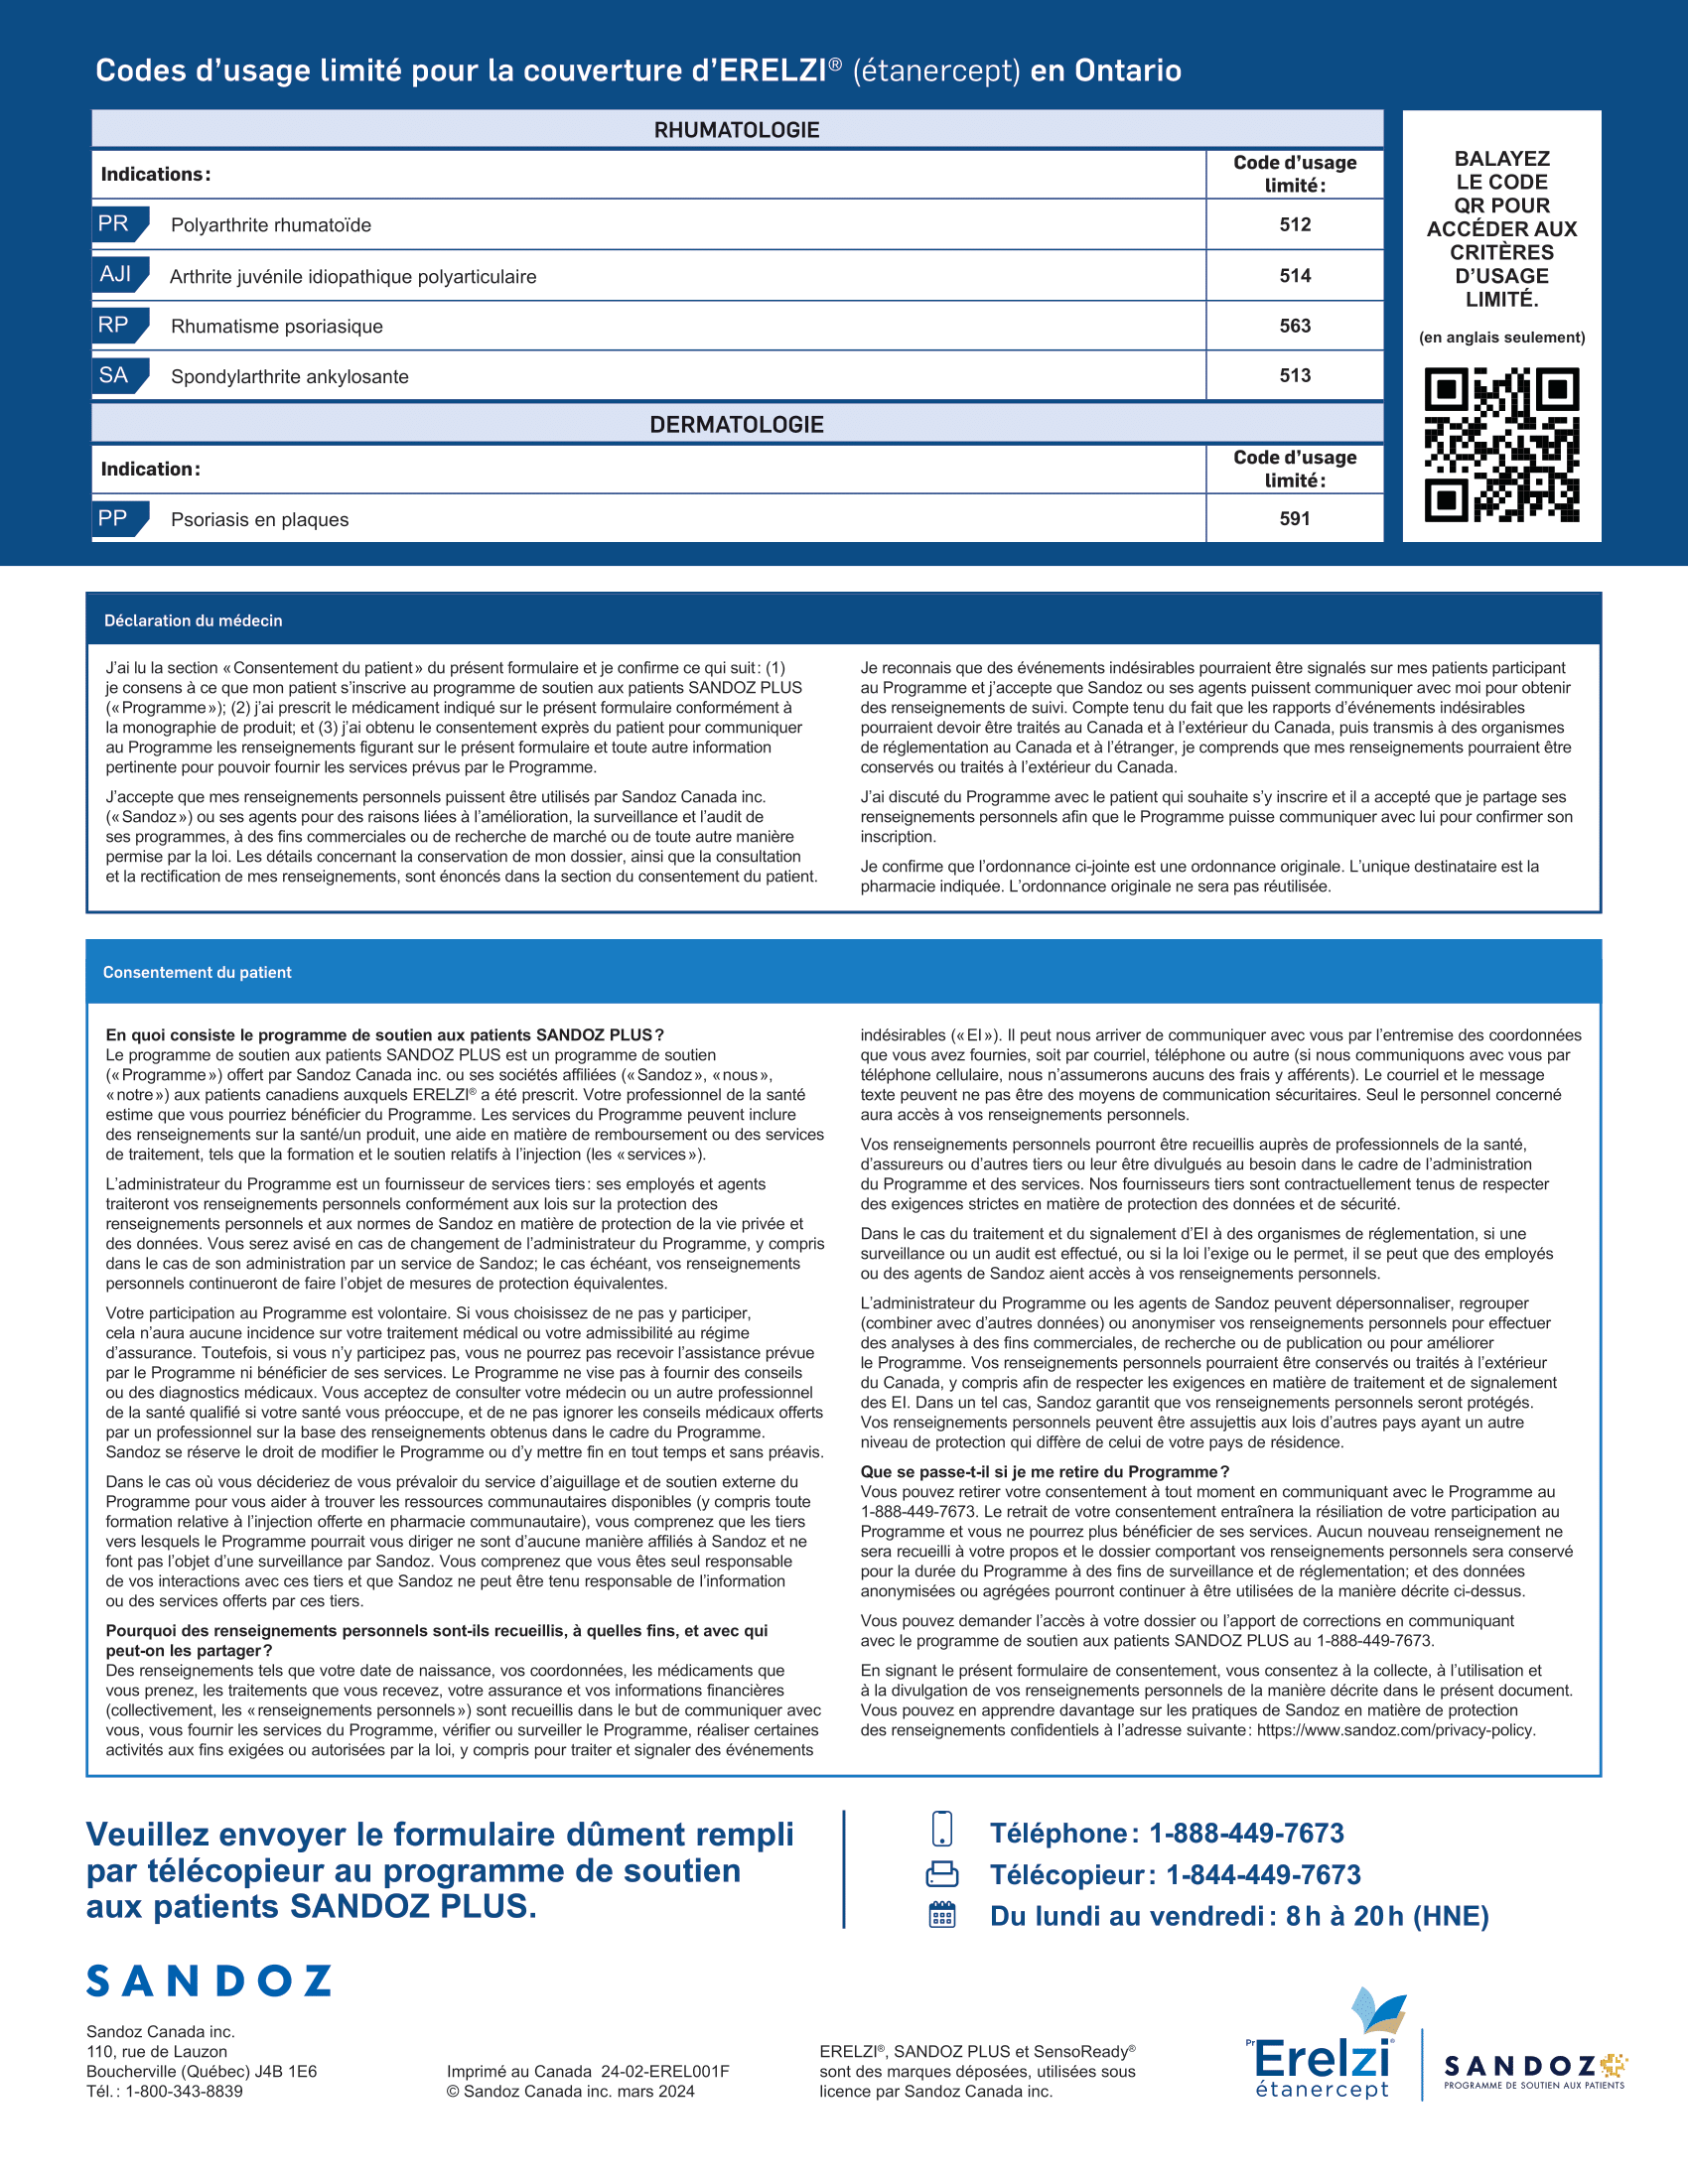 Codes d’usage limité pour la couverture d’ERELZI® (étanercept) en Ontario
RHUMATOLOGIE
Indications :
Code d’usage
limité :
PR Polyarthrite rhumatoïde 512
AJI Arthrite juvénile idiopathique polyarticulaire 514
RP Rhumatisme psoriasique 563
SA Spondylarthrite ankylosante 513
DERMATOLOGIE
Indication :
Code d’usage
limité :
PP Psoriasis en plaques 591
BALAYEZ
LE CODE
QR POUR
ACCÉDER AUX
CRITÈRES
D’USAGE
LIMITÉ.
(en anglais seulement)
Déclaration du médecin
J’ai lu la section « Consentement du patient » du présent formulaire et je confirme ce qui suit : (1)
je consens à ce que mon patient s’inscrive au programme de soutien aux patients SANDOZ PLUS
(« Programme ») ; (2) j’ai prescrit le médicament indiqué sur le présent formulaire conformément à
la monographie de produit; et (3) j’ai obtenu le consentement exprès du patient pour communiquer
au Programme les renseignements figurant sur le présent formulaire et toute autre information
pertinente pour pouvoir fournir les services prévus par le Programme.
J’accepte que mes renseignements personnels puissent être utilisés par Sandoz Canada inc.
(« Sandoz ») ou ses agents pour des raisons liées à l’amélioration, la surveillance et l’audit de
ses programmes, à des fins commerciales ou de recherche de marché ou de toute autre manière
permise par la loi. Les détails concernant la conservation de mon dossier, ainsi que la consultation
et la rectification de mes renseignements, sont énoncés dans la section du consentement du patient.
Je reconnais que des événements indésirables pourraient être signalés sur mes patients participant
au Programme et j’accepte que Sandoz ou ses agents puissent communiquer avec moi pour obtenir
des renseignements de suivi. Compte tenu du fait que les rapports d’événements indésirables
pourraient devoir être traités au Canada et à l’extérieur du Canada, puis transmis à des organismes
de réglementation au Canada et à l’étranger, je comprends que mes renseignements pourraient être
conservés ou traités à l’extérieur du Canada.
J’ai discuté du Programme avec le patient qui souhaite s’y inscrire et il a accepté que je partage ses
renseignements personnels afin que le Programme puisse communiquer avec lui pour confirmer son
inscription.
Je confirme que l’ordonnance ci-jointe est une ordonnance originale. L’unique destinataire est la
pharmacie indiquée. L’ordonnance originale ne sera pas réutilisée.
Consentement du patient
En quoi consiste le programme de soutien aux patients SANDOZ PLUS ?
Le programme de soutien aux patients SANDOZ PLUS est un programme de soutien
(« Programme ») offert par Sandoz Canada inc. ou ses sociétés affiliées (« Sandoz », « nous »,
« notre ») aux patients canadiens auxquels ERELZI® a été prescrit. Votre professionnel de la santé
estime que vous pourriez bénéficier du Programme. Les services du Programme peuvent inclure
des renseignements sur la santé/un produit, une aide en matière de remboursement ou des services
de traitement, tels que la formation et le soutien relatifs à l’injection (les « services »).
L’administrateur du Programme est un fournisseur de services tiers : ses employés et agents
traiteront vos renseignements personnels conformément aux lois sur la protection des
renseignements personnels et aux normes de Sandoz en matière de protection de la vie privée et
des données. Vous serez avisé en cas de changement de l’administrateur du Programme, y compris
dans le cas de son administration par un service de Sandoz; le cas échéant, vos renseignements
personnels continueront de faire l’objet de mesures de protection équivalentes.
Votre participation au Programme est volontaire. Si vous choisissez de ne pas y participer,
cela n’aura aucune incidence sur votre traitement médical ou votre admissibilité au régime
d’assurance. Toutefois, si vous n’y participez pas, vous ne pourrez pas recevoir l’assistance prévue
par le Programme ni bénéficier de ses services. Le Programme ne vise pas à fournir des conseils
ou des diagnostics médicaux. Vous acceptez de consulter votre médecin ou un autre professionnel
de la santé qualifié si votre santé vous préoccupe, et de ne pas ignorer les conseils médicaux offerts
par un professionnel sur la base des renseignements obtenus dans le cadre du Programme.
Sandoz se réserve le droit de modifier le Programme ou d’y mettre fin en tout temps et sans préavis.
Dans le cas où vous décideriez de vous prévaloir du service d’aiguillage et de soutien externe du
Programme pour vous aider à trouver les ressources communautaires disponibles (y compris toute
formation relative à l’injection offerte en pharmacie communautaire), vous comprenez que les tiers
vers lesquels le Programme pourrait vous diriger ne sont d’aucune manière affiliés à Sandoz et ne
font pas l’objet d’une surveillance par Sandoz. Vous comprenez que vous êtes seul responsable
de vos interactions avec ces tiers et que Sandoz ne peut être tenu responsable de l’information
ou des services offerts par ces tiers.
Pourquoi des renseignements personnels sont-ils recueillis, à quelles fins, et avec qui
peut-on les partager ?
Des renseignements tels que votre date de naissance, vos coordonnées, les médicaments que
vous prenez, les traitements que vous recevez, votre assurance et vos informations financières
(collectivement, les « renseignements personnels ») sont recueillis dans le but de communiquer avec
vous, vous fournir les services du Programme, vérifier ou surveiller le Programme, réaliser certaines
activités aux fins exigées ou autorisées par la loi, y compris pour traiter et signaler des événements
indésirables (« EI »). Il peut nous arriver de communiquer avec vous par l’entremise des coordonnées
que vous avez fournies, soit par courriel, téléphone ou autre (si nous communiquons avec vous par
téléphone cellulaire, nous n’assumerons aucuns des frais y afférents). Le courriel et le message
texte peuvent ne pas être des moyens de communication sécuritaires. Seul le personnel concerné
aura accès à vos renseignements personnels.
Vos renseignements personnels pourront être recueillis auprès de professionnels de la santé,
d’assureurs ou d’autres tiers ou leur être divulgués au besoin dans le cadre de l’administration
du Programme et des services. Nos fournisseurs tiers sont contractuellement tenus de respecter
des exigences strictes en matière de protection des données et de sécurité.
Dans le cas du traitement et du signalement d’EI à des organismes de réglementation, si une
surveillance ou un audit est effectué, ou si la loi l’exige ou le permet, il se peut que des employés
ou des agents de Sandoz aient accès à vos renseignements personnels.
L’administrateur du Programme ou les agents de Sandoz peuvent dépersonnaliser, regrouper
(combiner avec d’autres données) ou anonymiser vos renseignements personnels pour effectuer
des analyses à des fins commerciales, de recherche ou de publication ou pour améliorer
le Programme. Vos renseignements personnels pourraient être conservés ou traités à l’extérieur
du Canada, y compris afin de respecter les exigences en matière de traitement et de signalement
des EI. Dans un tel cas, Sandoz garantit que vos renseignements personnels seront protégés.
Vos renseignements personnels peuvent être assujettis aux lois d’autres pays ayant un autre
niveau de protection qui diffère de celui de votre pays de résidence.
Que se passe-t-il si je me retire du Programme ?
Vous pouvez retirer votre consentement à tout moment en communiquant avec le Programme au
1-888-449-7673. Le retrait de votre consentement entraînera la résiliation de votre participation au
Programme et vous ne pourrez plus bénéficier de ses services. Aucun nouveau renseignement ne
sera recueilli à votre propos et le dossier comportant vos renseignements personnels sera conservé
pour la durée du Programme à des fins de surveillance et de réglementation; et des données
anonymisées ou agrégées pourront continuer à être utilisées de la manière décrite ci-dessus.
Vous pouvez demander l’accès à votre dossier ou l’apport de corrections en communiquant
avec le programme de soutien aux patients SANDOZ PLUS au 1-888-449-7673.
En signant le présent formulaire de consentement, vous consentez à la collecte, à l’utilisation et
à la divulgation de vos renseignements personnels de la manière décrite dans le présent document.
Vous pouvez en apprendre davantage sur les pratiques de Sandoz en matière de protection
des renseignements confidentiels à l’adresse suivante : https://www.sandoz.com/privacy-policy.
Veuillez envoyer le formulaire dûment rempli
par télécopieur au programme de soutien
aux patients SANDOZ PLUS.
Téléphone : 1-888-449-7673
Télécopieur : 1-844-449-7673
Du lundi au vendredi : 8 h à 20 h (HNE)
SANDOZ
Sandoz Canada inc.
110, rue de Lauzon
Boucherville (Québec) J4B 1E6
Tél. : 1-800-343-8839
Imprimé au Canada 24-02-EREL001F
© Sandoz Canada inc. mars 2024
ERELZI®, SANDOZ PLUS et SensoReady®
sont des marques déposées, utilisées sous
licence par Sandoz Canada inc.
Pr Erelzi®
étanercept
SANDOZ
PROGRAMME DE SOUTIEN AUX PATIENTS